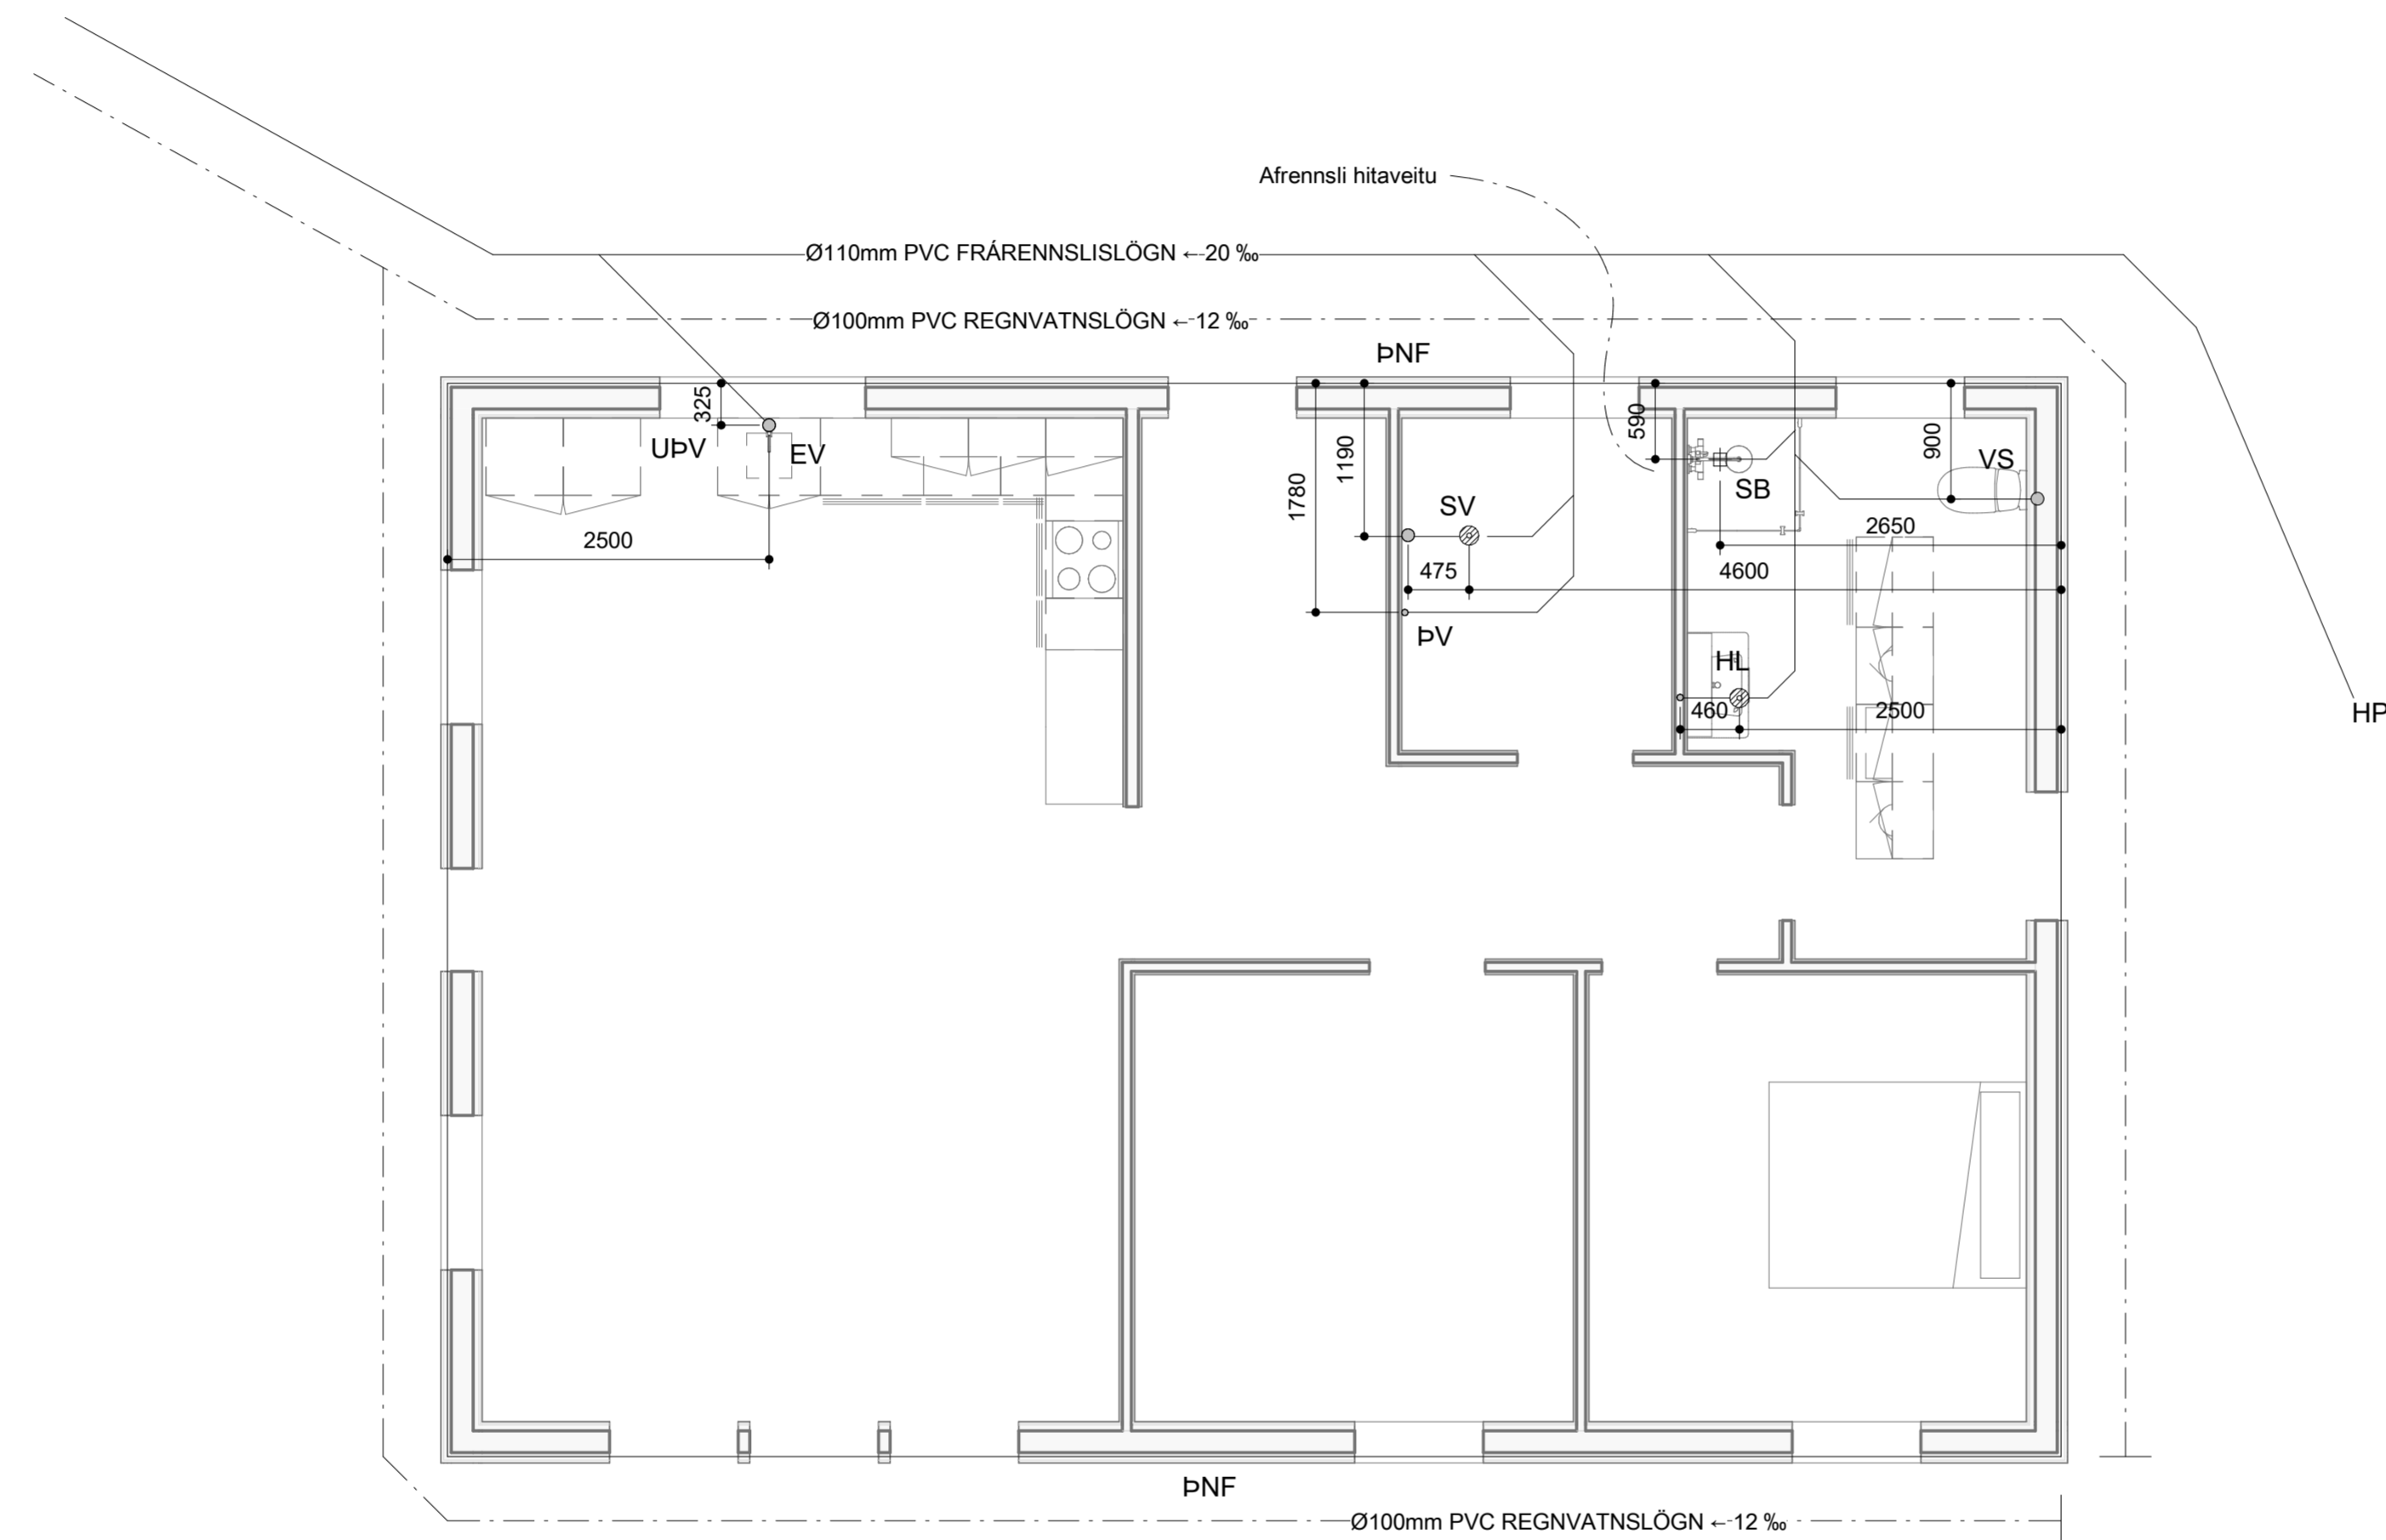 Afrennsli hitaveitu
Ø110mm PVC FRÁRENNSLISLÖGN ← 20 ‰
Ø100mm PVC REGNVATNSLÖGN ← 12 ‰
ÞNF
325
UÞV
EV
590
900
VS
1190
1780
SV
SB
2650
2500
475
4600
ÞV
HL
460
2500
HP
ÞNF
Ø100mm PVC REGNVATNSLÖGN ← 12 ‰